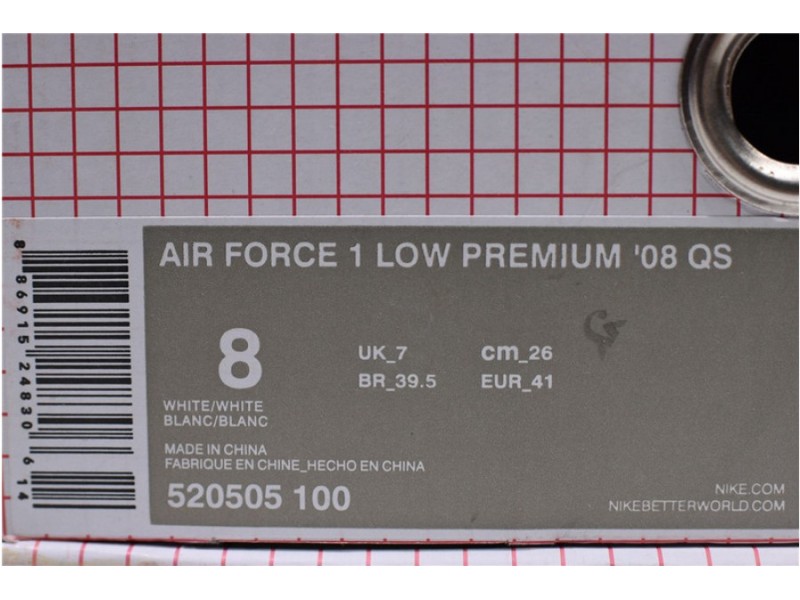 AIR FORCE 1 LOW PREMIUM '08 QS
8
UK_7
cm_26
BR_39.5
EUR_41
WHITE/WHITE
BLANC/BLANC
MADE IN CHINA
FABRIQUE EN CHINE_HECHO EN CHINA
520505 100
NIKE.COM
NIKEBETTERWORLD.COM
8 86915 24830 6 14